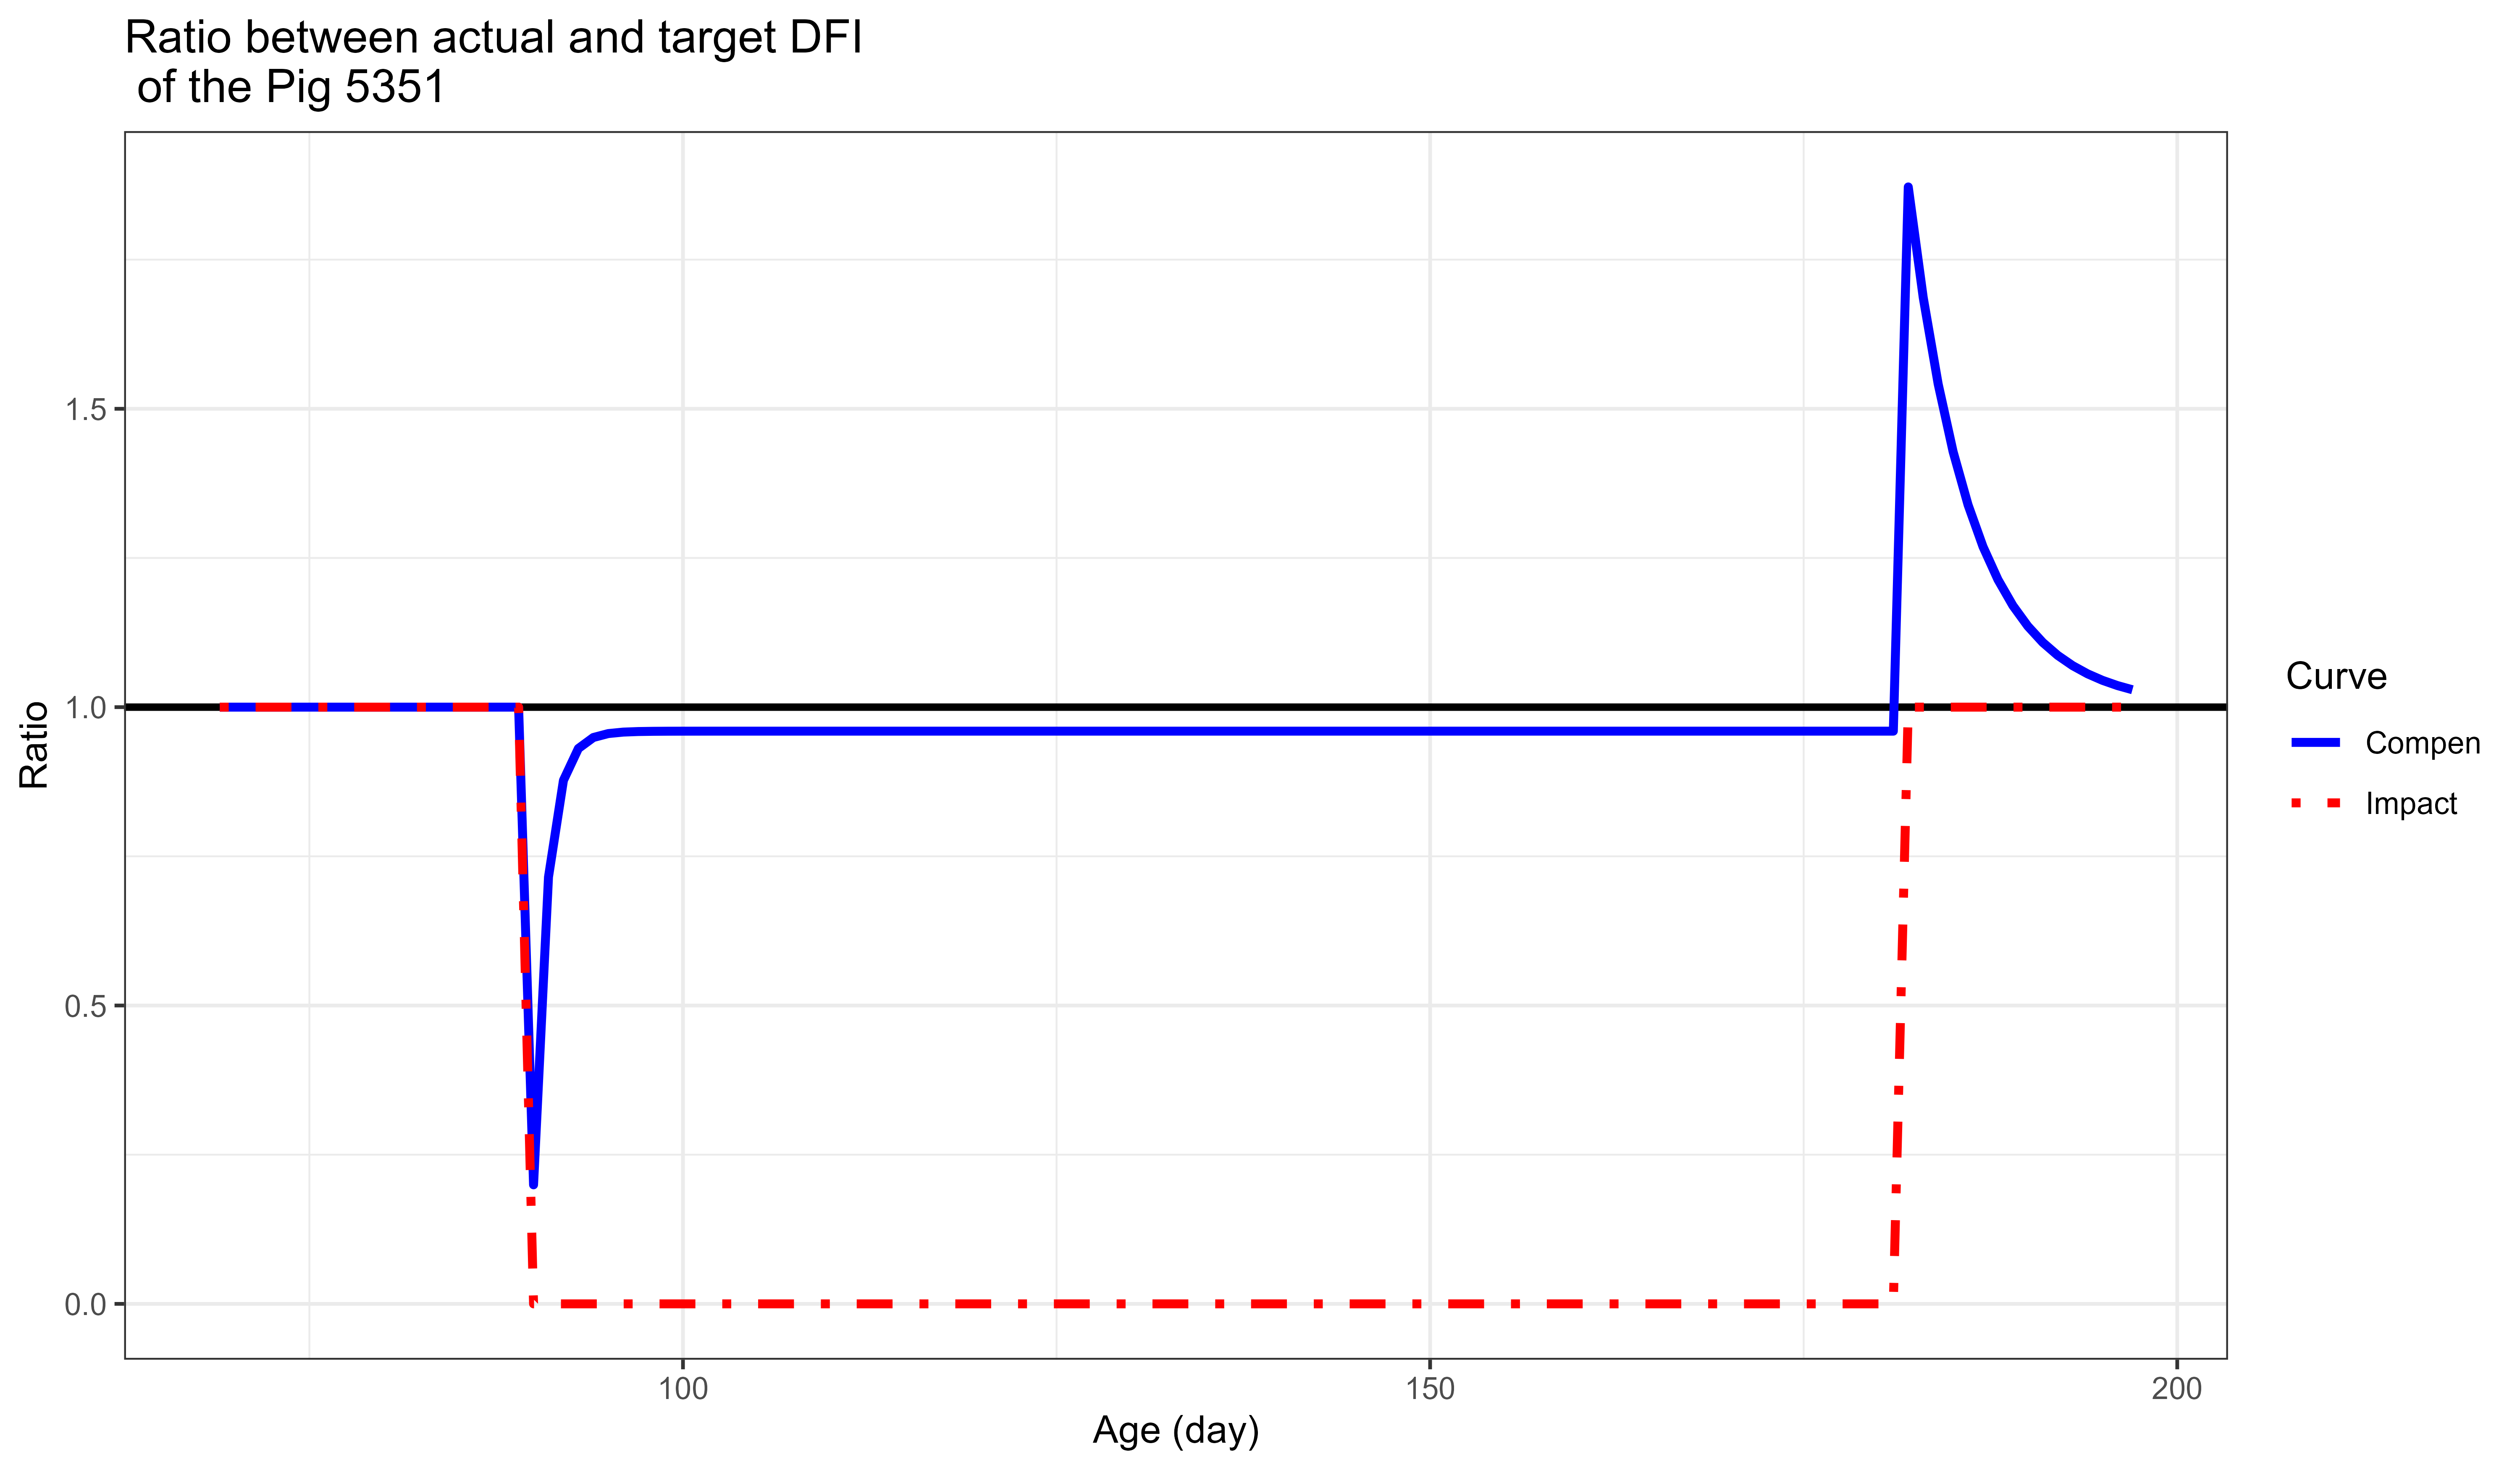 Ratio between actual and target DFI
of the Pig 5351
Ratio
1.5
1.0
0.5
0.0
100
150
200
Age (day)
Curve
Compen
Impact